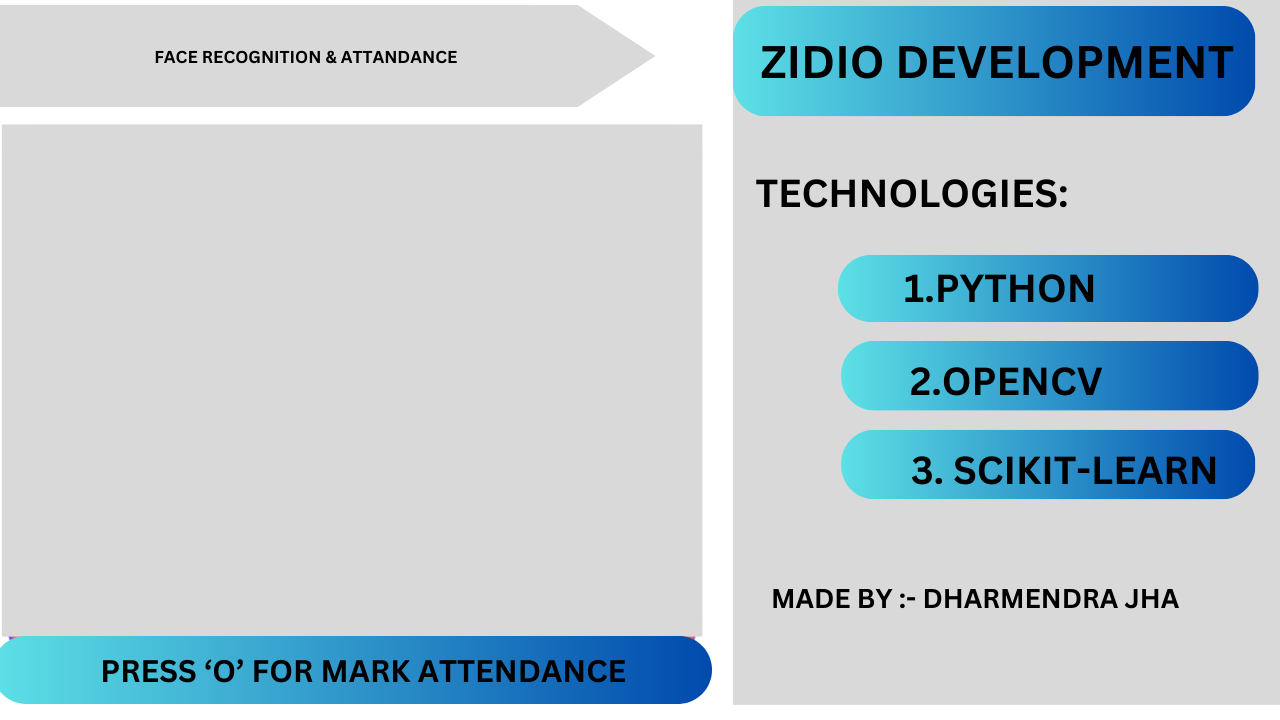 FACE RECOGNITION & ATTANDANCE
PRESS ‘O’ FOR MARK ATTENDANCE
ZIDIO DEVELOPMENT
TECHNOLOGIES:
1.PYTHON
2.OPENCV
3. SCIKIT-LEARN
MADE BY :- DHARMENDRA JHA